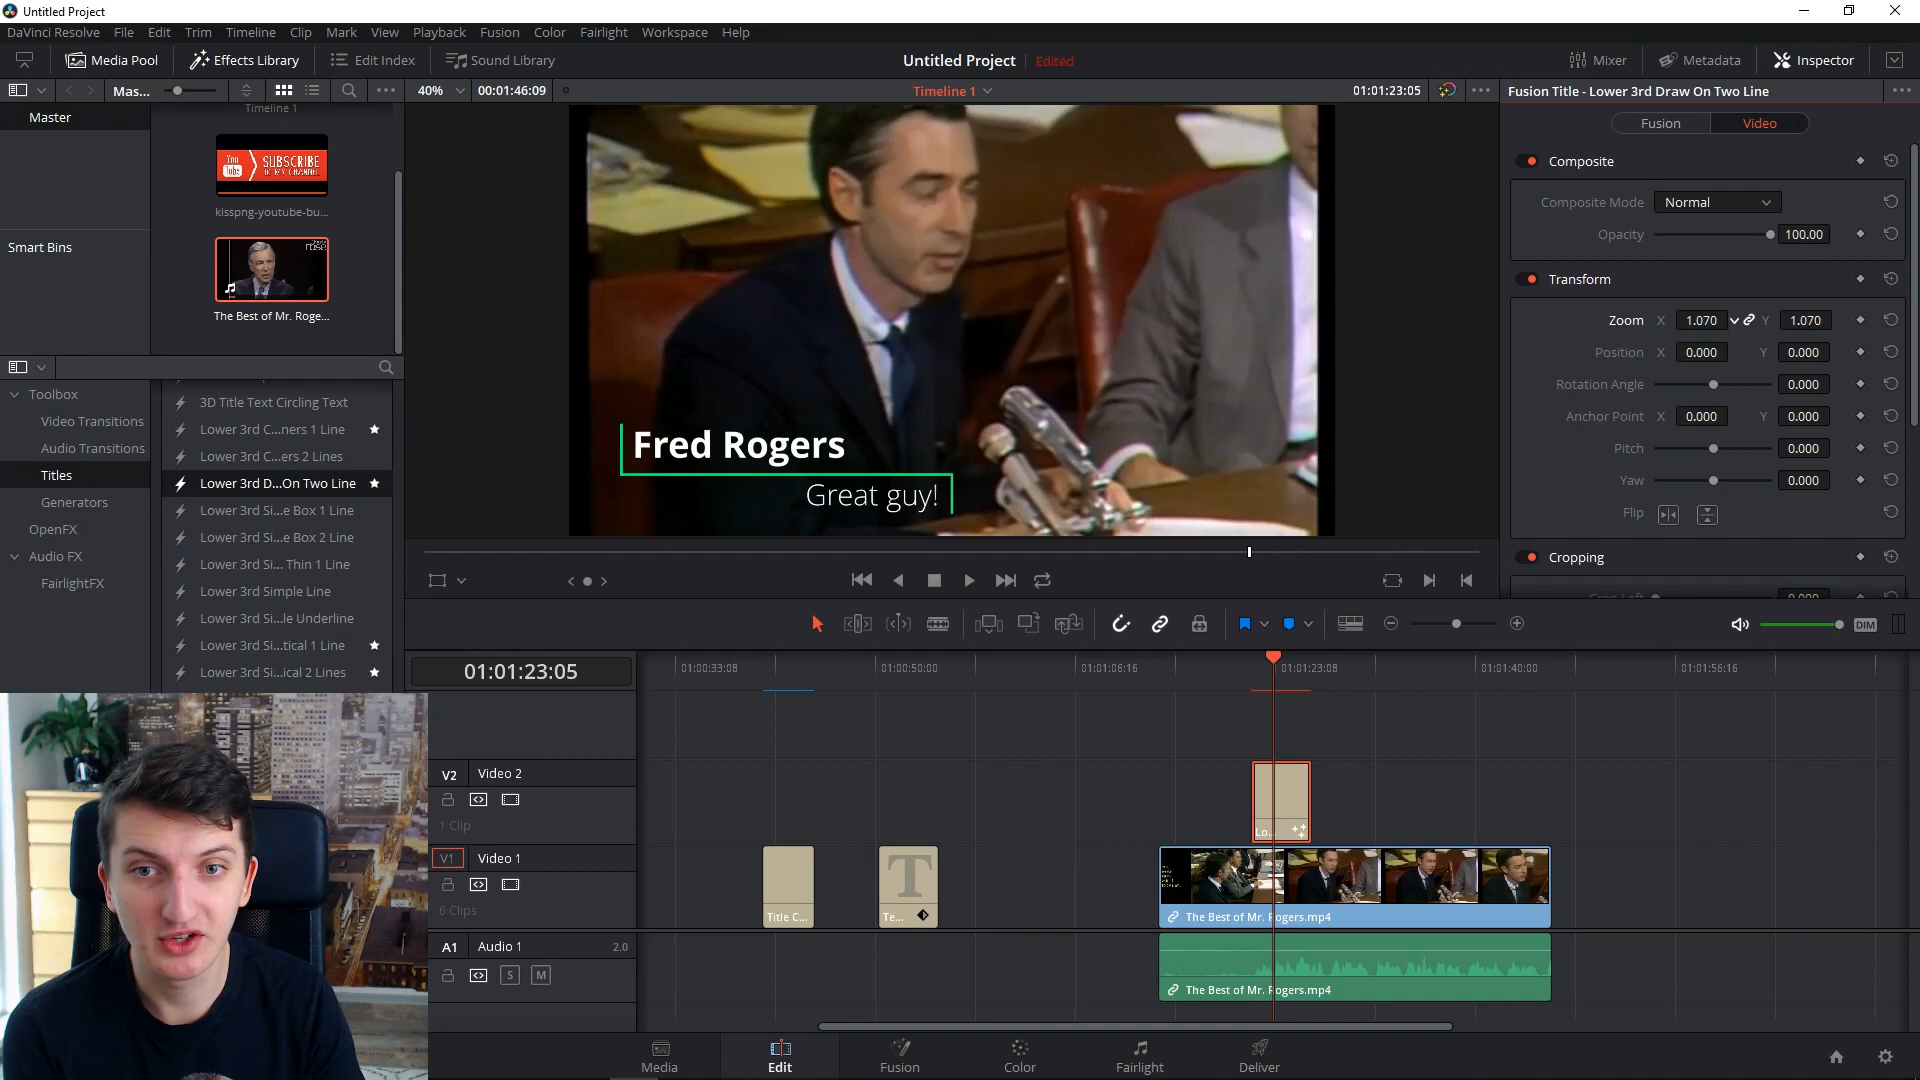 Untitled Project
DaVinci Resolve File Edit Trim Timeline Clip Mark View Playback Fusion Color Fairlight Workspace Help
Media Pool Effects Library Edit Index Sound Library Untitled Project Edited Mixer Metadata Inspector
Mas... 40% 00:01:46:09 Timeline 1 01:01:23:05 Fusion Title - Lower 3rd Draw On Two Line
Timeline 1
Master
Fusion Video
YouTube SUBSCRIBE
TO MY CHANNEL
kisspng-youtube-bu...
Smart Bins
The Best of Mr. Roge...
Composite
Composite Mode Normal
Opacity 100.00
Transform
Zoom X 1.070 Y 1.070
Position X 0.000 Y 0.000
Rotation Angle 0.000
Anchor Point X 0.000 Y 0.000
Pitch 0.000
Yaw 0.000
Flip
Cropping
0.000
Toolbox
Video Transitions
Audio Transitions
Titles
Generators
OpenFX
Audio FX
FairlightFX
3D Title Text Circling Text
Lower 3rd C...ners 1 Line
Lower 3rd C...ers 2 Lines
Lower 3rd D...On Two Line
Lower 3rd Si...e Box 1 Line
Lower 3rd Si...e Box 2 Line
Lower 3rd Si... Thin 1 Line
Lower 3rd Simple Line
Lower 3rd Si...le Underline
Lower 3rd Si...tical 1 Line
Lower 3rd Si...ical 2 Lines
Fred Rogers
Great guy!
DIM
01:01:23:05
01:00:33:08 01:00:50:00 01:01:06:16 01:01:23:08 01:01:40:00 01:01:56:16
V2 Video 2
1 Clip
Lo...
V1 Video 1
6 Clips
Title C...
T
Te...
The Best of Mr. Rogers.mp4
A1 Audio 1 2.0
S M
The Best of Mr. Rogers.mp4
Media Edit Fusion Color Fairlight Deliver